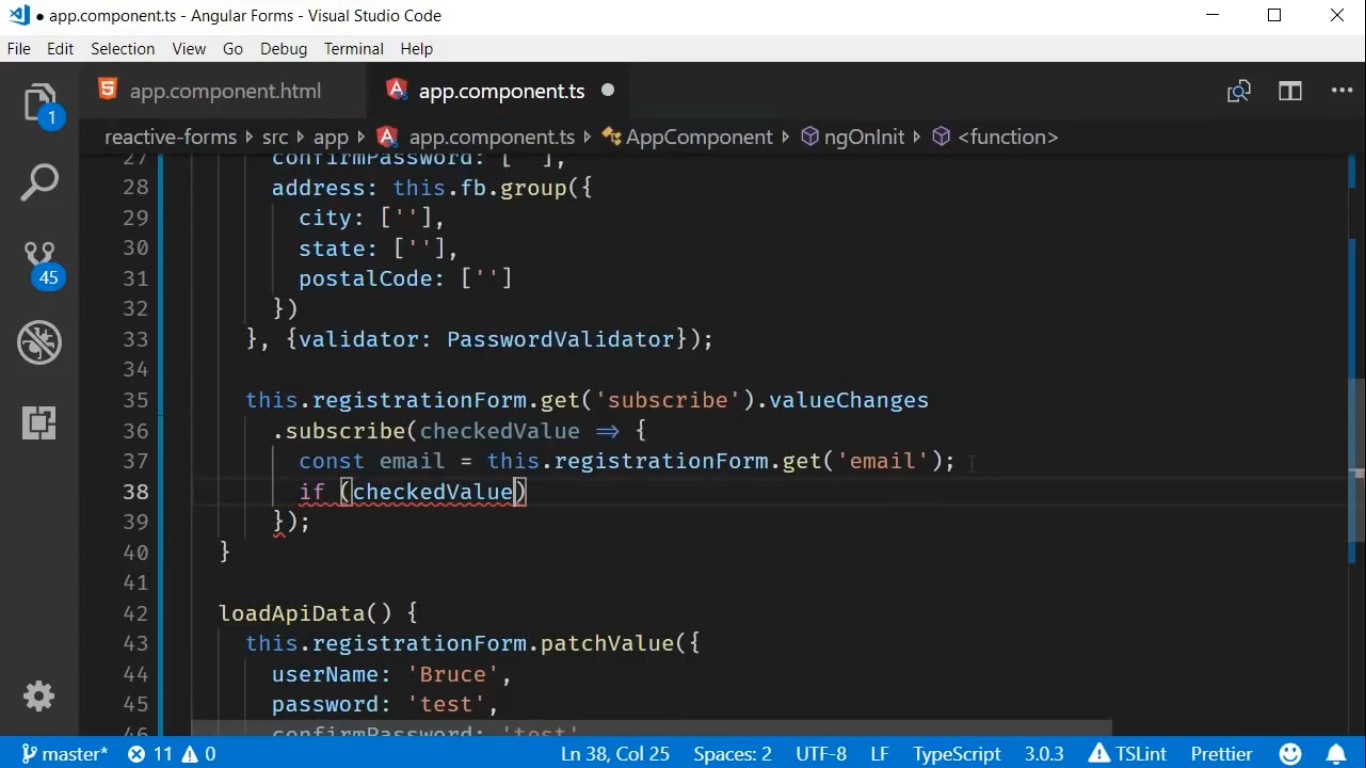 app.component.ts - Angular Forms - Visual Studio Code
File Edit Selection View Go Debug Terminal Help
1
app.component.html app.component.ts
reactive-forms src app app.component.ts AppComponent ngOnInit <function>
27 confirmPassword: [''],
28 address: this.fb.group({
29 city: [''],
30 state: [''],
31 postalCode: ['']
32 })
33 }, {validator: PasswordValidator});
34
35 this.registrationForm.get('subscribe').valueChanges
36 .subscribe(checkedValue => {
37 const email = this.registrationForm.get('email');
38 if (checkedValue)
39 });
40 }
41
42 loadApiData() {
43 this.registrationForm.patchValue({
44 userName: 'Bruce',
45 password: 'test',
46 confirmPassword: 'test'
45
master* 11 0 Ln 38, Col 25 Spaces: 2 UTF-8 LF TypeScript 3.0.3 TSLint Prettier